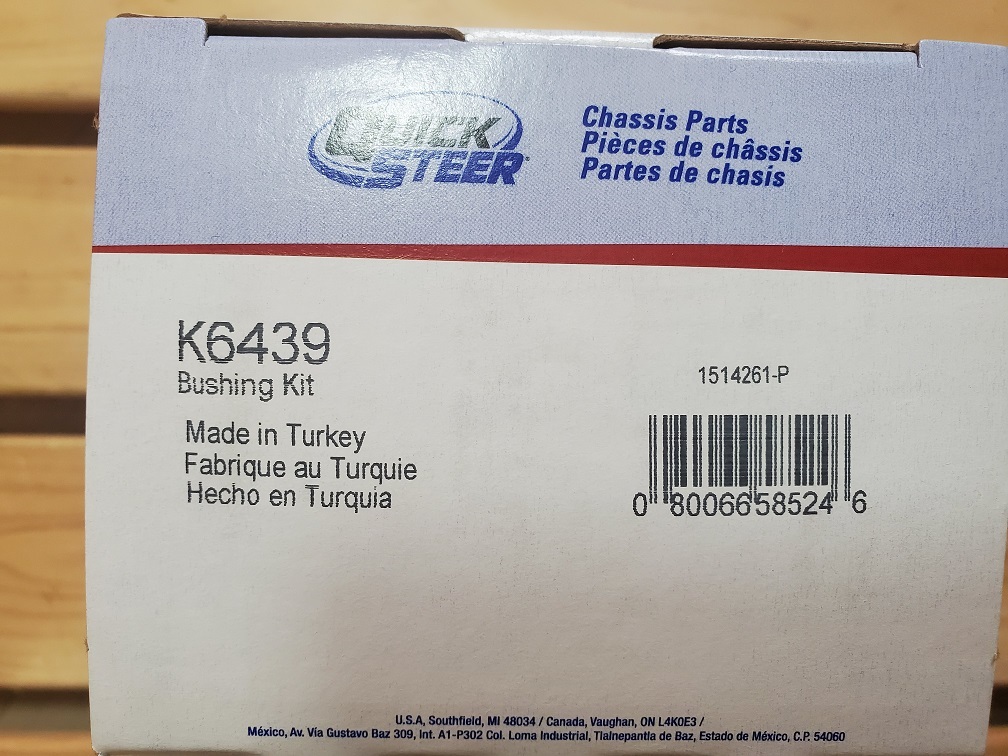 QUICK
STEER
Chassis Parts
Pièces de châssis
Partes de chasis
K6439
Bushing Kit
Made in Turkey
Fabrique au Turquie
Hecho en Turquia
1514261-P
0 80066 58524 6
U.S.A, Southfield, MI 48034 / Canada, Vaughan, ON L4K0E3 /
México, Av. Vía Gustavo Baz 309, Int. A1-P302 Col. Loma Industrial, Tlalnepantla de Baz, Estado de México, C.P. 54060